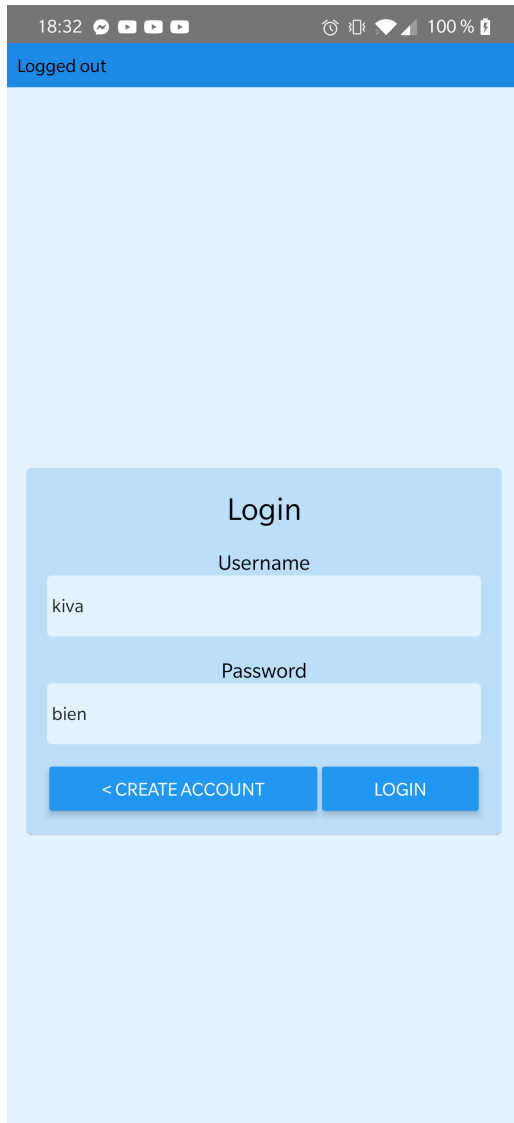 18:32 100 %
Logged out
Login
Username
kiva
Password
bien
< CREATE ACCOUNT LOGIN